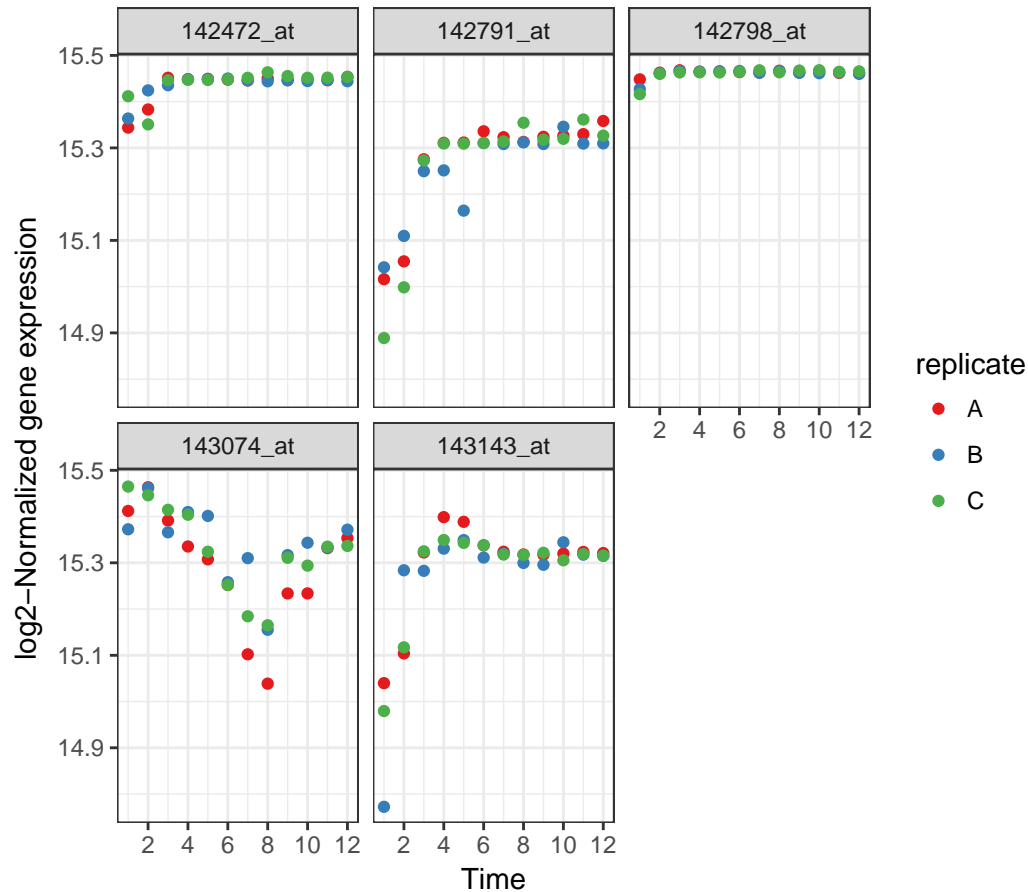 142472_at 142791_at 142798_at
15.5
15.3
15.1
14.9
2 4 6 8 10 12
143074_at 143143_at
15.5
15.3
15.1
14.9
2 4 6 8 10 12 2 4 6 8 10 12
Time
log2−Normalized gene expression
replicate
A
B
C